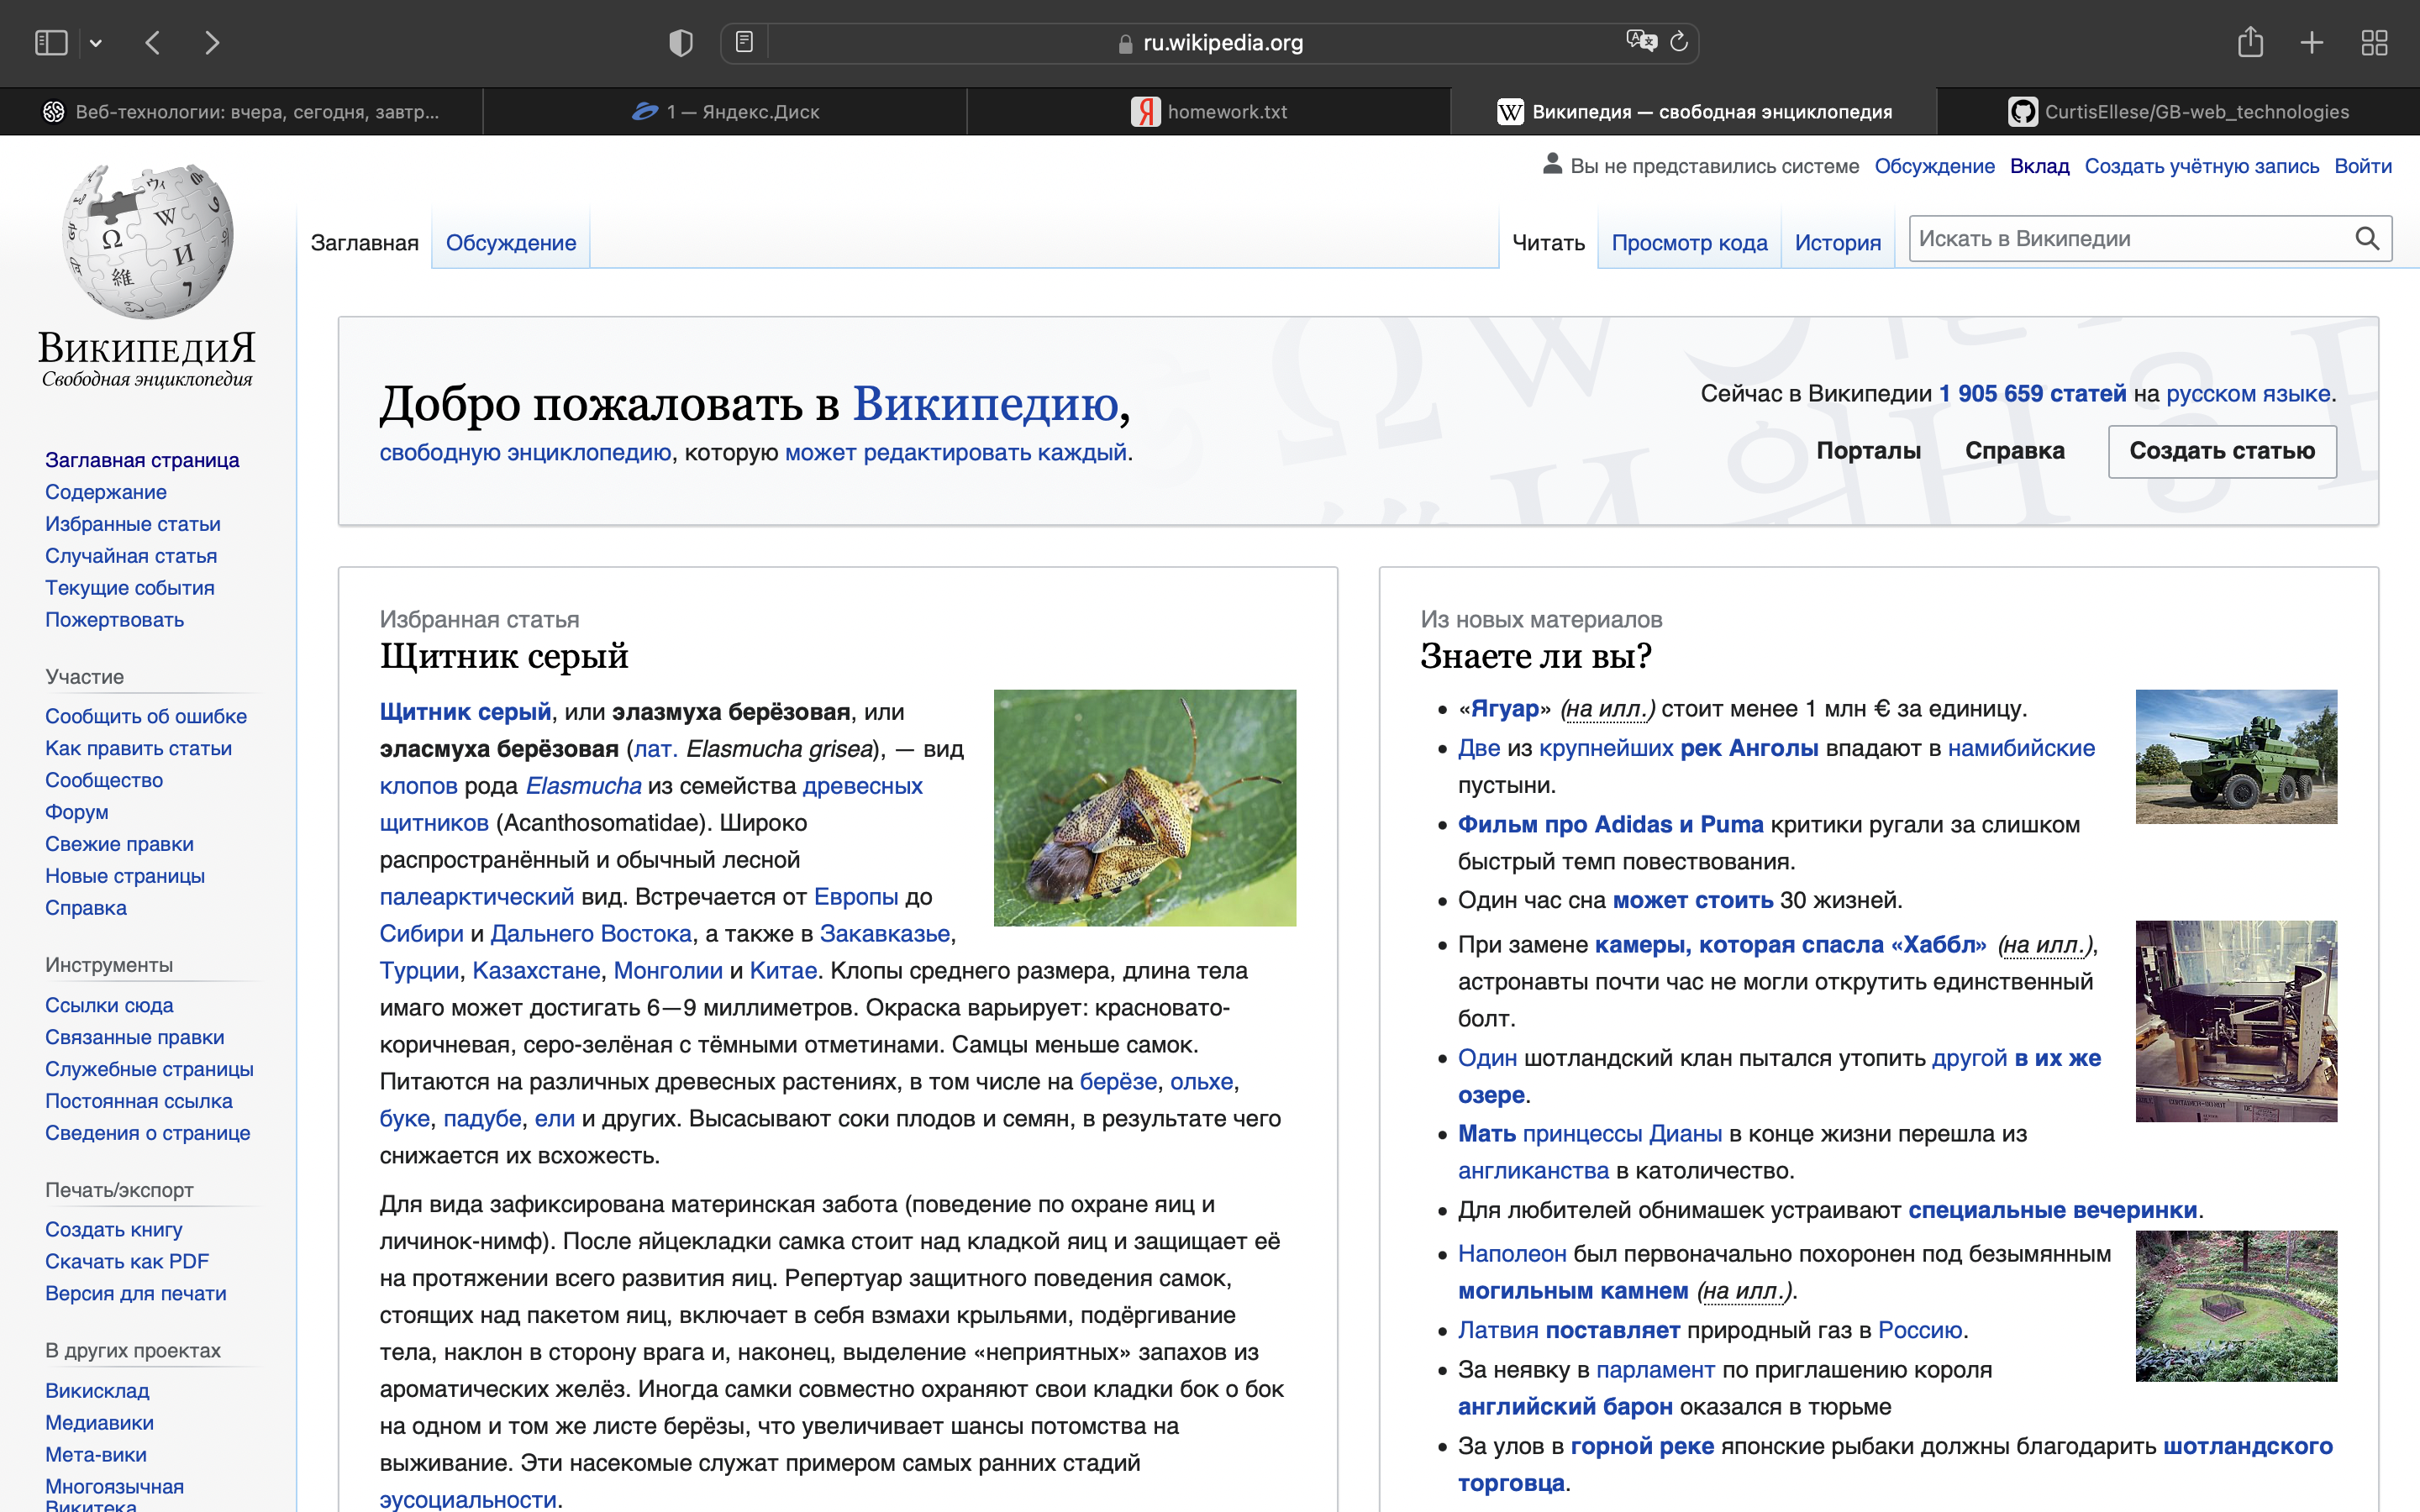 ru.wikipedia.org
Веб-технологии: вчера, сегодня, завтр...
1 — Яндекс.Диск
homework.txt
Википедия — свободная энциклопедия
CurtisEllese/GB-web_technologies
Вы не представились системе Обсуждение Вклад Создать учётную запись Войти
ВикипедиЯ
Свободная энциклопедия
Заглавная Обсуждение
Читать Просмотр кода История Искать в Википедии
Заглавная страница
Содержание
Избранные статьи
Случайная статья
Текущие события
Пожертвовать
Участие
Сообщить об ошибке
Как править статьи
Сообщество
Форум
Свежие правки
Новые страницы
Справка
Инструменты
Ссылки сюда
Связанные правки
Служебные страницы
Постоянная ссылка
Сведения о странице
Печать/экспорт
Создать книгу
Скачать как PDF
Версия для печати
В других проектах
Викисклад
Медиавики
Мета-вики
Многоязычная
Викитека
Добро пожаловать в Википедию,
свободную энциклопедию, которую может редактировать каждый.
Сейчас в Википедии 1 905 659 статей на русском языке.
Порталы Справка Создать статью
Избранная статья
Щитник серый
Щитник серый, или элазмуха берёзовая, или
эласмуха берёзовая (лат. Elasmucha grisea), — вид
клопов рода Elasmucha из семейства древесных
щитников (Acanthosomatidae). Широко
распространённый и обычный лесной
палеарктический вид. Встречается от Европы до
Сибири и Дальнего Востока, а также в Закавказье,
Турции, Казахстане, Монголии и Китае. Клопы среднего размера, длина тела
имаго может достигать 6—9 миллиметров. Окраска варьирует: красновато-
коричневая, серо-зелёная с тёмными отметинами. Самцы меньше самок.
Питаются на различных древесных растениях, в том числе на берёзе, ольхе,
буке, падубе, ели и других. Высасывают соки плодов и семян, в результате чего
снижается их всхожесть.
Для вида зафиксирована материнская забота (поведение по охране яиц и
личинок-нимф). После яйцекладки самка стоит над кладкой яиц и защищает её
на протяжении всего развития яиц. Репертуар защитного поведения самок,
стоящих над пакетом яиц, включает в себя взмахи крыльями, подёргивание
тела, наклон в сторону врага и, наконец, выделение «неприятных» запахов из
ароматических желёз. Иногда самки совместно охраняют свои кладки бок о бок
на одном и том же листе берёзы, что увеличивает шансы потомства на
выживание. Эти насекомые служат примером самых ранних стадий
эусоциальности.
Из новых материалов
Знаете ли вы?
«Ягуар» (на илл.) стоит менее 1 млн € за единицу.
Две из крупнейших рек Анголы впадают в намибийские
пустыни.
Фильм про Adidas и Puma критики ругали за слишком
быстрый темп повествования.
Один час сна может стоить 30 жизней.
При замене камеры, которая спасла «Хаббл» (на илл.),
астронавты почти час не могли открутить единственный
болт.
Один шотландский клан пытался утопить другой в их же
озере.
Мать принцессы Дианы в конце жизни перешла из
англиканства в католичество.
Для любителей обнимашек устраивают специальные вечеринки.
Наполеон был первоначально похоронен под безымянным
могильным камнем (на илл.).
Латвия поставляет природный газ в Россию.
За неявку в парламент по приглашению короля
английский барон оказался в тюрьме
За улов в горной реке японские рыбаки должны благодарить шотландского
торговца.